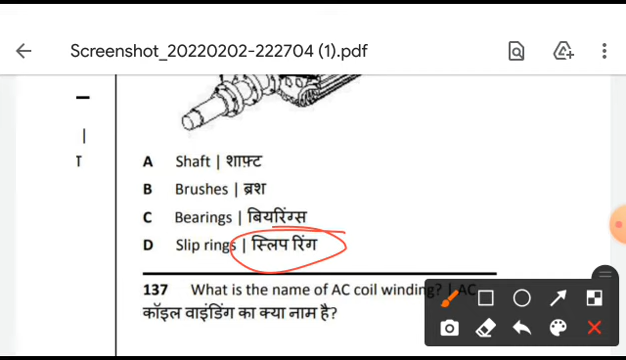 Screenshot_20220202-222704 (1).pdf
A Shaft | शाफ़्ट
B Brushes | ब्रश
C Bearings | बियरिंग्स
D Slip rings | स्लिप रिंग
137 What is the name of AC coil winding? | AC
कॉइल वाइंडिंग का क्या नाम है?